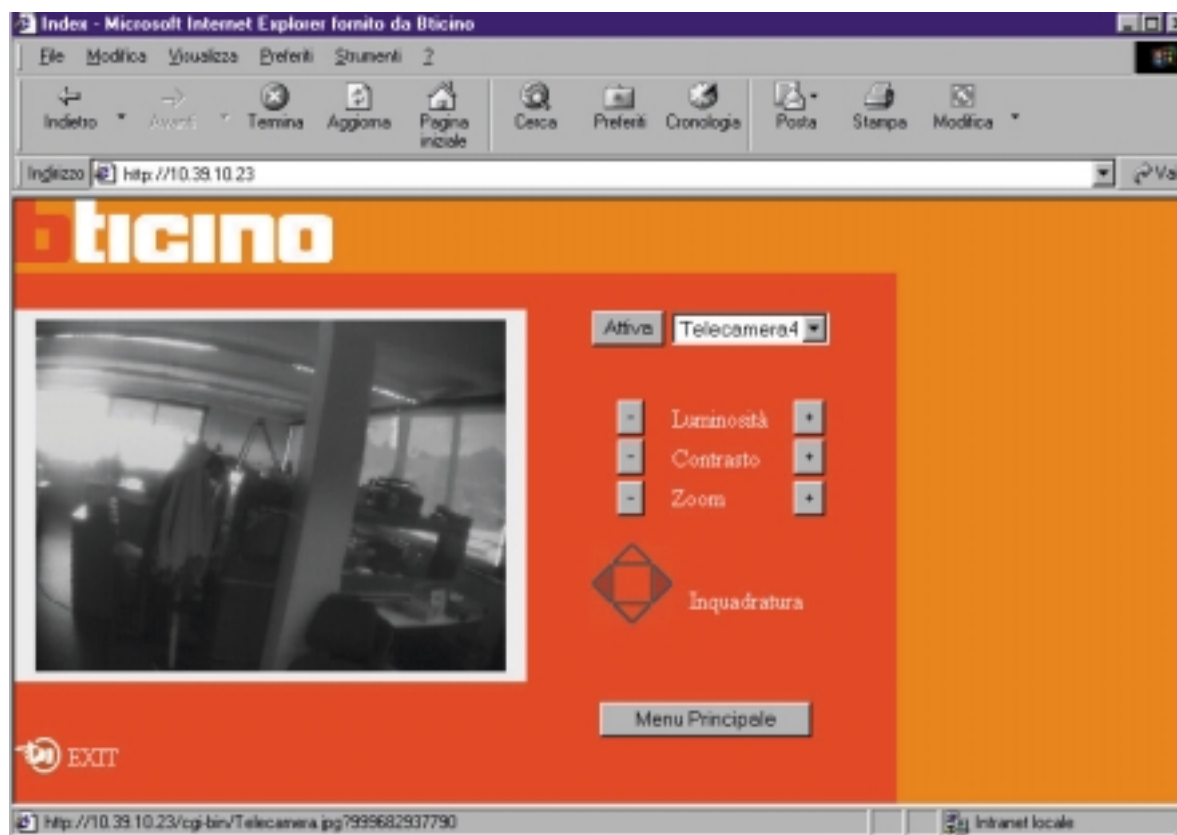 Index - Microsoft Internet Explorer fornito da Bticino
File Modifica Visualizza Preferiti Strumenti ?
Indietro Avanti Termina Aggiorna Pagina iniziale Cerca Preferiti Cronologia Posta Stampa Modifica
Indirizzo http://10.39.10.23 Vai
bticino
Attiva Telecamera4
- Luminosità +
- Contrasto +
- Zoom +
Inquadratura
Menu Principale
EXIT
http://10.39.10.23/cgi-bin/Telecamera.jpg?999682937790 Intranet locale